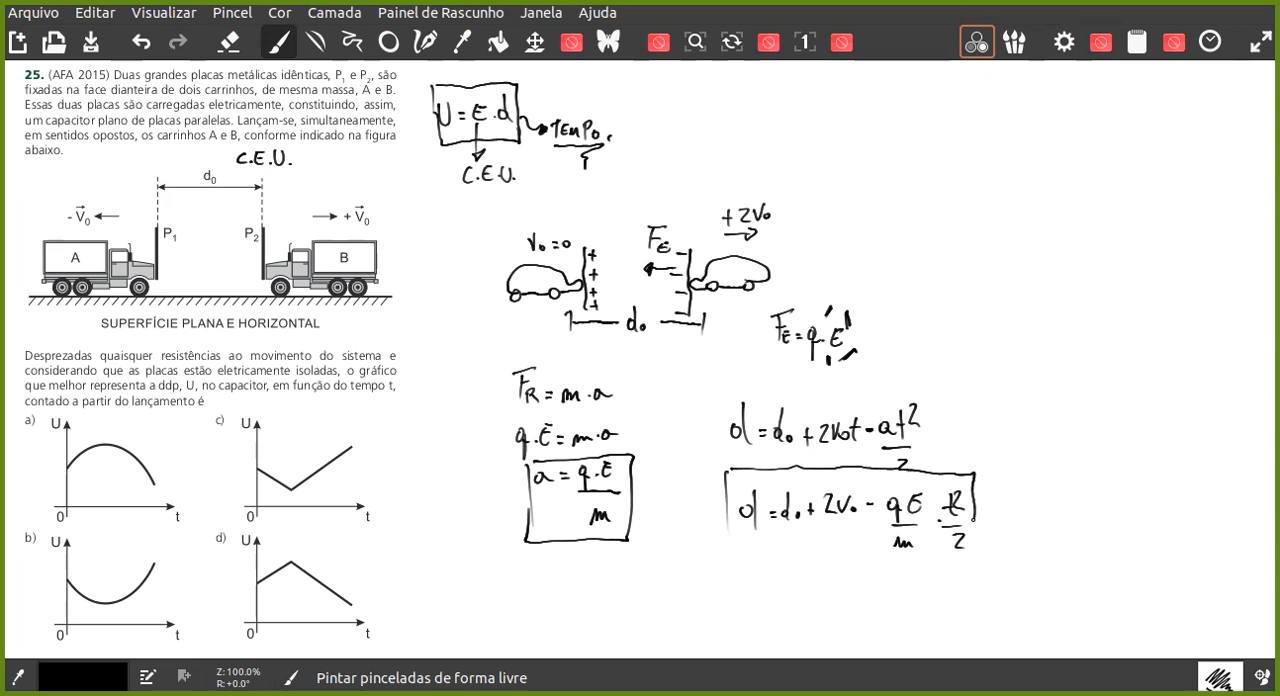 Arquivo Editar Visualizar Pincel Cor Camada Painel de Rascunho Janela Ajuda
25. (AFA 2015) Duas grandes placas metálicas idênticas, P1 e P2, são
fixadas na face dianteira de dois carrinhos, de mesma massa, A e B.
Essas duas placas são carregadas eletricamente, constituindo, assim,
um capacitor plano de placas paralelas. Lançam-se, simultaneamente,
em sentidos opostos, os carrinhos A e B, conforme indicado na figura
abaixo.
C.E.U.
d0
- V0
+ V0
P1
P2
A
B
SUPERFÍCIE PLANA E HORIZONTAL
Desprezadas quaisquer resistências ao movimento do sistema e
considerando que as placas estão eletricamente isoladas, o gráfico
que melhor representa a ddp, U, no capacitor, em função do tempo t,
contado a partir do lançamento é
a) U
0 t
c) U
0 t
b) U
0 t
d) U
0 t
U = E.d
TEMPO
C.E.U.
V0=0
FE
+2V0
d0
FE=q.E
FR = m.a
q.E = m.a
a = q.E
m
d = d0 + 2V0t - at2
2
d = d0 + 2V0 - qE . t2
m 2
Z: 100.0%
R: +0.0°
Pintar pinceladas de forma livre